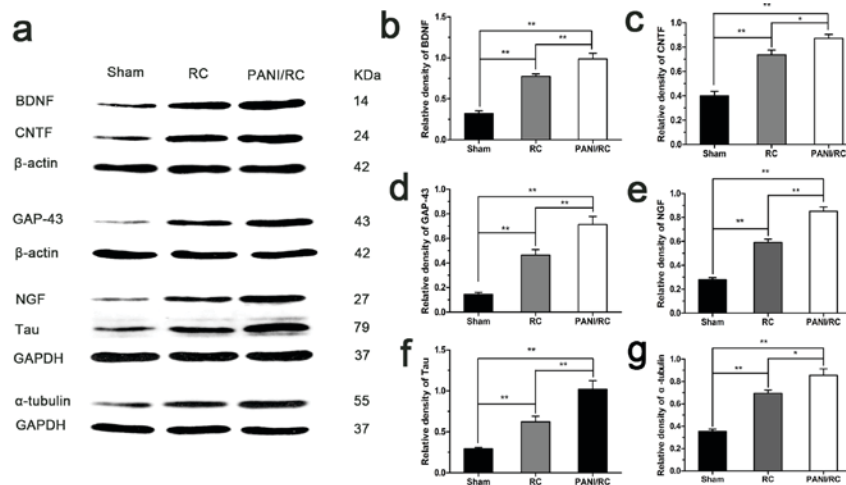 a
Sham RC PANI/RC KDa
BDNF 14
CNTF 24
β-actin 42
GAP-43 43
β-actin 42
NGF 27
Tau 79
GAPDH 37
α-tubulin 55
GAPDH 37
b
Relative density of BDNF
1.5
1.0
0.5
0.0
** ** **
Sham RC PANI/RC
c
Relative density of CNTF
1.0
0.8
0.6
0.4
0.2
0.0
** ** *
Sham RC PANI/RC
d
Relative density of GAP-43
1.0
0.8
0.6
0.4
0.2
0.0
** ** **
Sham RC PANI/RC
e
Relative density of NGF
1.0
0.8
0.6
0.4
0.2
0.0
** ** **
Sham RC PANI/RC
f
Relative density of Tau
1.5
1.0
0.5
0.0
** ** **
Sham RC PANI/RC
g
Relative density of α -tubulin
1.0
0.8
0.6
0.4
0.2
0.0
** ** *
Sham RC PANI/RC